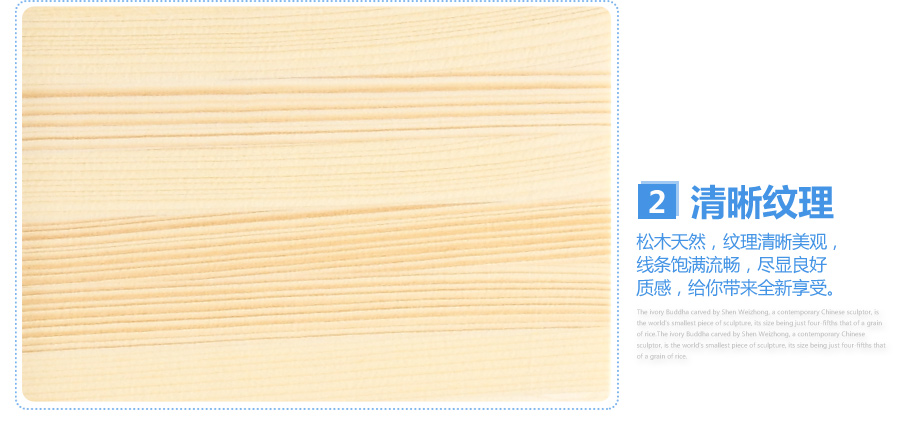 2 清晰纹理
松木天然，纹理清晰美观，
线条饱满流畅，尽显良好
质感，给你带来全新享受。
The Ivory Buddha carved by Shen Weizhong, a contemporary Chinese sculptor, is
the world's smallest piece of sculpture, its size being just four-fifths that of a grain
of rice.The Ivory Buddha carved by Shen Weizhong, a contemporary Chinese
sculptor, is the world's smallest piece of sculpture, its size being just four-fifths that
of a grain of rice.